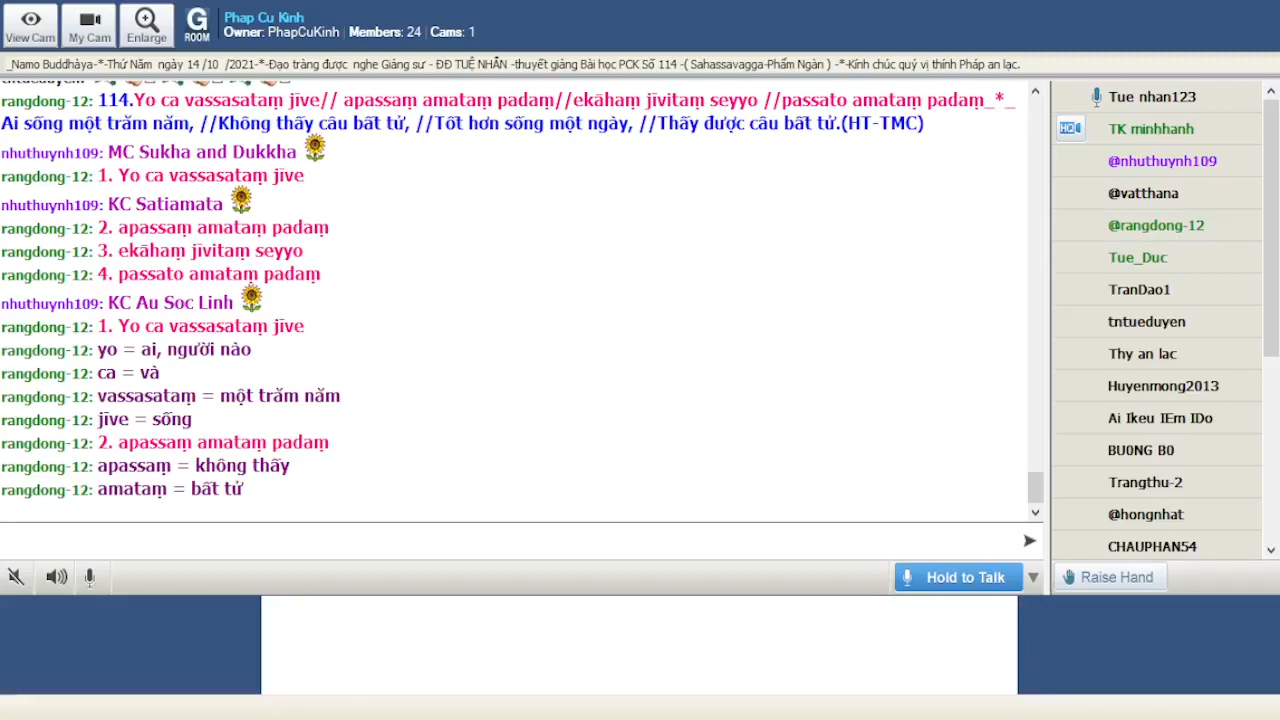 View Cam
My Cam
Enlarge
G
ROOM
Phap Cu Kinh
Owner: PhapCuKinh | Members: 24 | Cams: 1
_Namo Buddhàya-*-Thứ Năm ngày 14 /10 /2021-*-Đạo tràng được nghe Giảng sư - ĐĐ TUỆ NHẪN -thuyết giảng Bài học PCK Số 114 -( Sahassavagga-Phẩm Ngàn ) -*-Kính chúc quý vị thính Pháp an lạc.
rangdong-12: 114.Yo ca vassasataṃ jīve// apassaṃ amataṃ padaṃ//ekāhaṃ jīvitaṃ seyyo //passato amataṃ padaṃ_*_
Ai sống một trăm năm, //Không thấy câu bất tử, //Tốt hơn sống một ngày, //Thấy được câu bất tử.(HT-TMC)
nhuthuynh109: MC Sukha and Dukkha
rangdong-12: 1. Yo ca vassasataṃ jīve
nhuthuynh109: KC Satiamata
rangdong-12: 2. apassaṃ amataṃ padaṃ
rangdong-12: 3. ekāhaṃ jīvitaṃ seyyo
rangdong-12: 4. passato amataṃ padaṃ
nhuthuynh109: KC Au Soc Linh
rangdong-12: 1. Yo ca vassasataṃ jīve
rangdong-12: yo = ai, người nào
rangdong-12: ca = và
rangdong-12: vassasataṃ = một trăm năm
rangdong-12: jīve = sống
rangdong-12: 2. apassaṃ amataṃ padaṃ
rangdong-12: apassaṃ = không thấy
rangdong-12: amataṃ = bất tử
Hold to Talk
Tue nhan123
HD
TK minhhanh
@nhuthuynh109
@vatthana
@rangdong-12
Tue_Duc
TranDao1
tntueduyen
Thy an lac
Huyenmong2013
Ai Ikeu IEm IDo
BU0NG B0
Trangthu-2
@hongnhat
CHAUPHAN54
Raise Hand